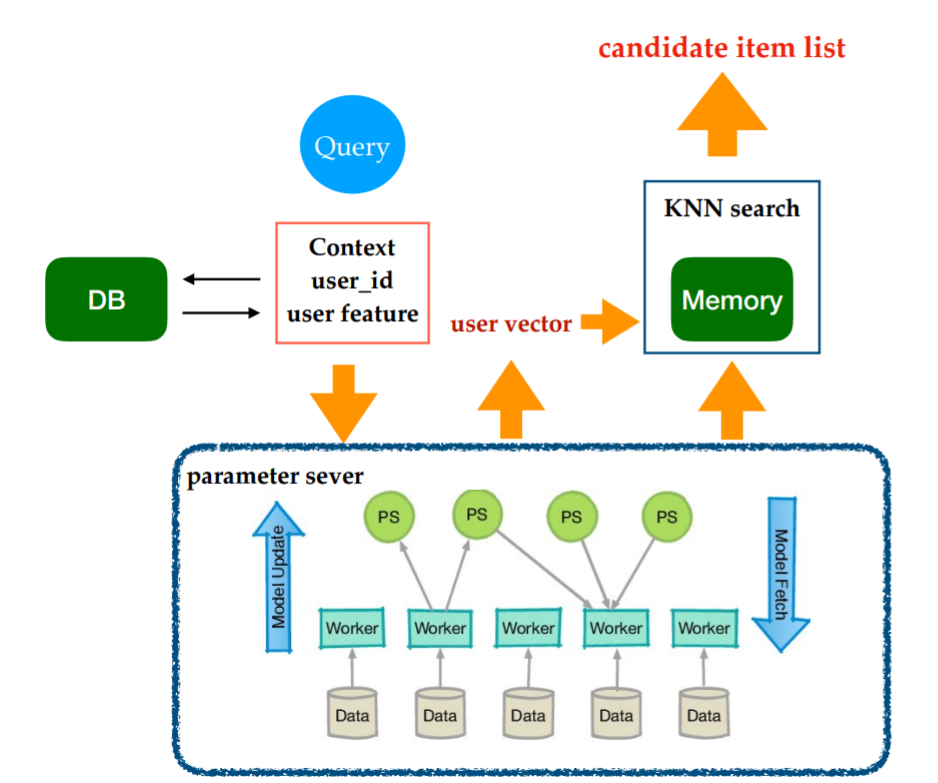 candidate item list
Query
KNN search
Context
user_id
user feature
DB
Memory
user vector
parameter sever
Model Update
PS
PS
PS
PS
Model Fetch
Worker
Worker
Worker
Worker
Worker
Data
Data
Data
Data
Data